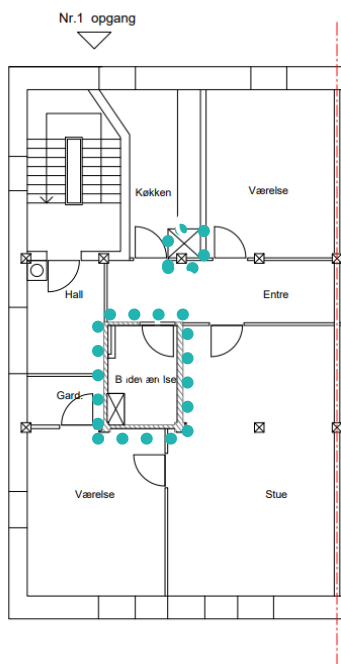 Nr.1 opgang
Køkken
Værelse
Hall
Entre
Gard.
Værelse
Stue